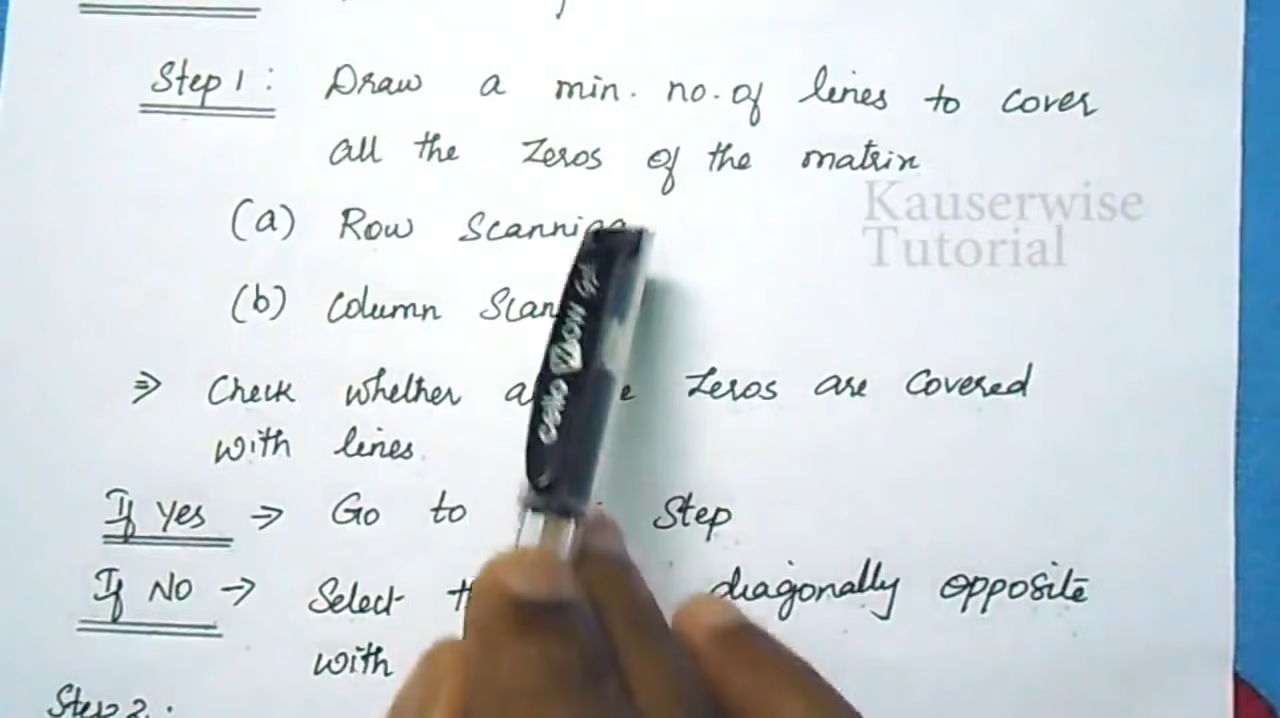 Step 1: Draw a min. no. of lines to cover
all the Zeros of the matrix
Kauserwise
Tutorial
(a) Row Scanning
(b) Column
=> Check whether Zeros are Covered
with lines.
If Yes → Go to Step
If No → Select diagonally opposite
with
Step 2: